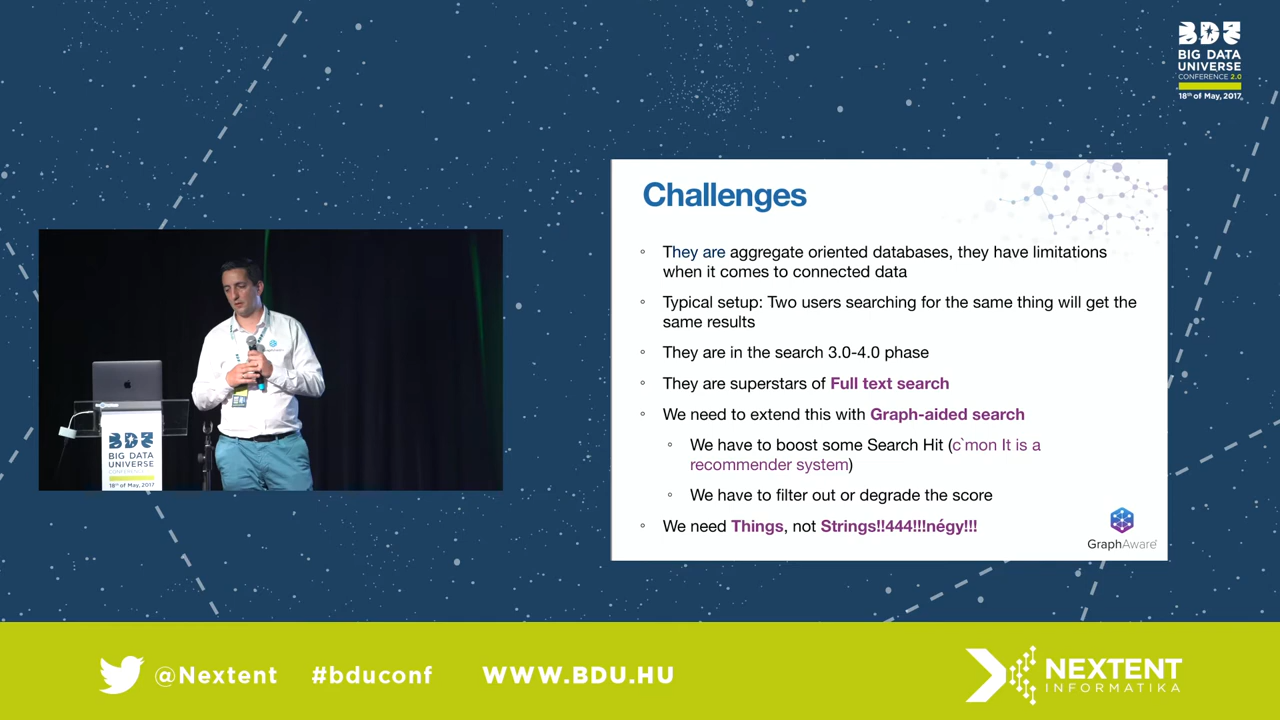 BDU
BIG DATA
UNIVERSE
CONFERENCE 2.0
18th of May, 2017
Challenges
◦ They are aggregate oriented databases, they have limitations
when it comes to connected data
◦ Typical setup: Two users searching for the same thing will get the
same results
◦ They are in the search 3.0-4.0 phase
◦ They are superstars of Full text search
◦ We need to extend this with Graph-aided search
◦ We have to boost some Search Hit (c`mon It is a
recommender system)
◦ We have to filter out or degrade the score
◦ We need Things, not Strings!!444!!!négy!!!
GraphAware
BDU
BIG DATA
UNIVERSE
CONFERENCE
18th of May, 2017
@Nextent #bduconf WWW.BDU.HU
NEXTENT
INFORMATIKA